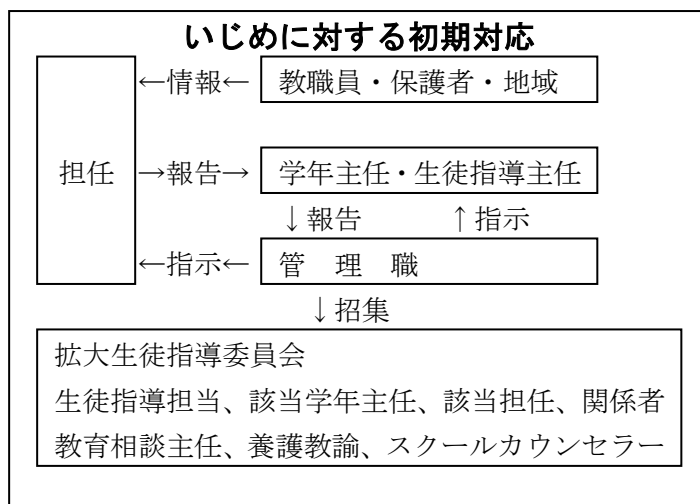 いじめに対する初期対応
←情報← 教職員・保護者・地域
担任 →報告→ 学年主任・生徒指導主任
↓報告 ↑指示
←指示← 管 理 職
↓招集
拡大生徒指導委員会
生徒指導担当、該当学年主任、該当担任、関係者
教育相談主任、養護教諭、スクールカウンセラー